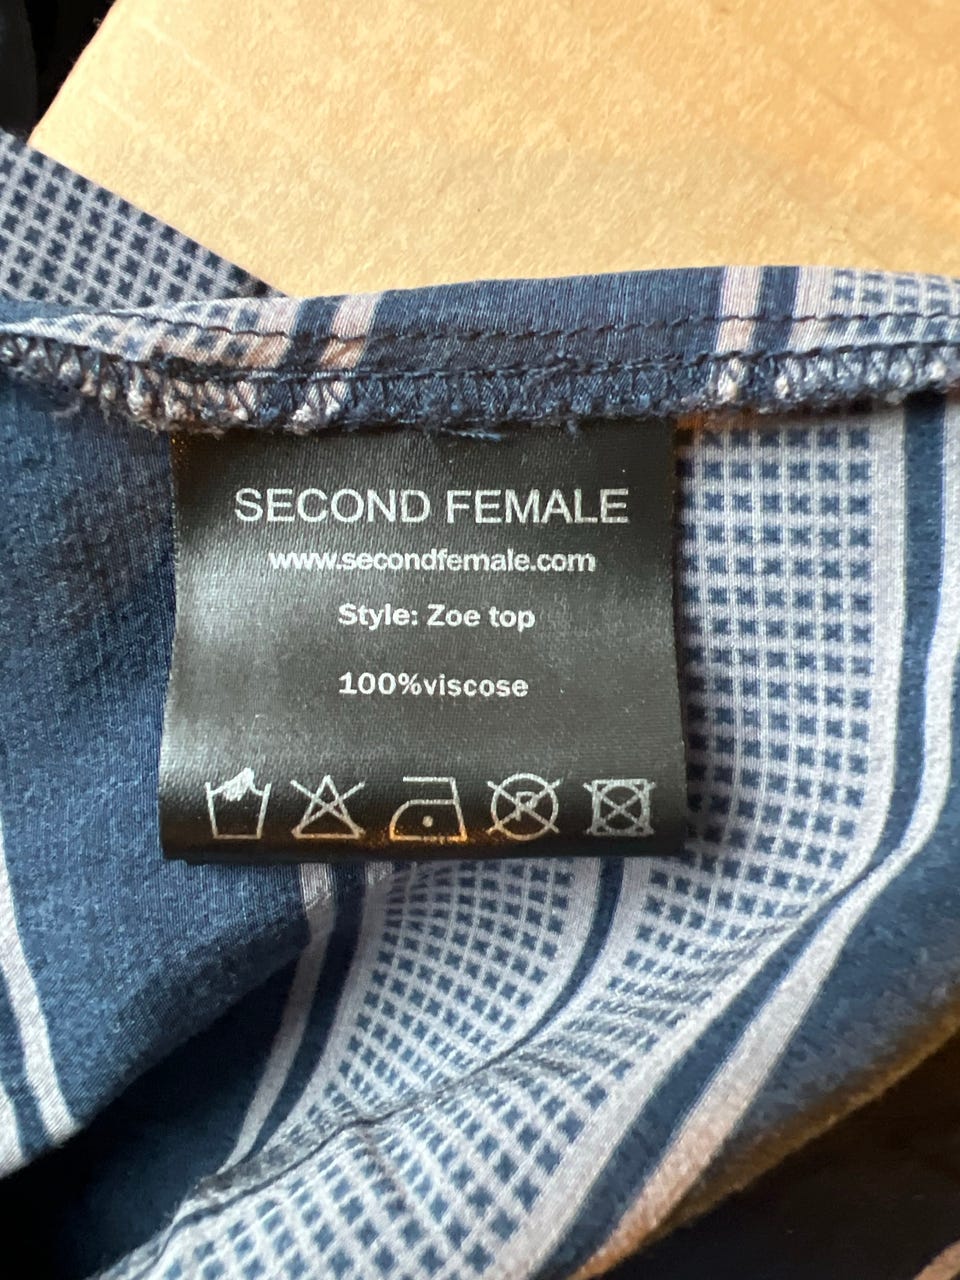 SECOND FEMALE
www.secondfemale.com
Style: Zoe top
100%viscose